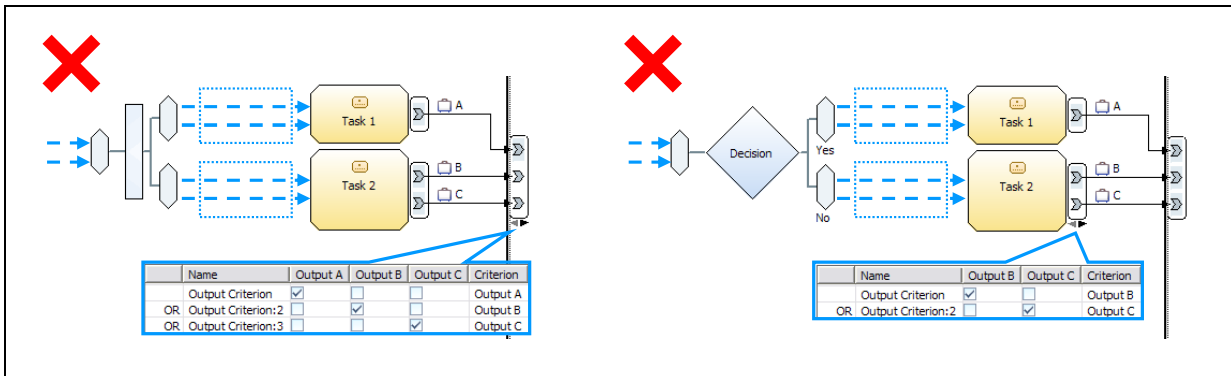 A
Task 1
B
Task 2
C
Name Output A Output B Output C Criterion
Output Criterion Output A
OR Output Criterion:2 Output B
OR Output Criterion:3 Output C
A
Task 1
Decision
Yes
B
Task 2
C
No
Name Output B Output C Criterion
Output Criterion Output B
OR Output Criterion:2 Output C